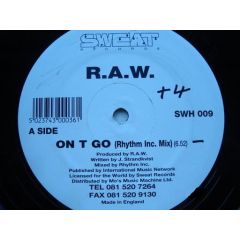 SWEAT
RECORDS
R.A.W.
+4
SWH 009
5 023743 000361
A SIDE
ON T GO (Rhythm Inc. Mix) (6.52)
Produced by R.A.W.
Written by J. Strandkvist
Mixed by Rhythm Inc.
Published by International Music Network
Licensed for the World by Sweat Records
Distributed by Mo's Music Machine Ltd.
TEL 081 520 7264
FAX 081 520 9130
Made in England